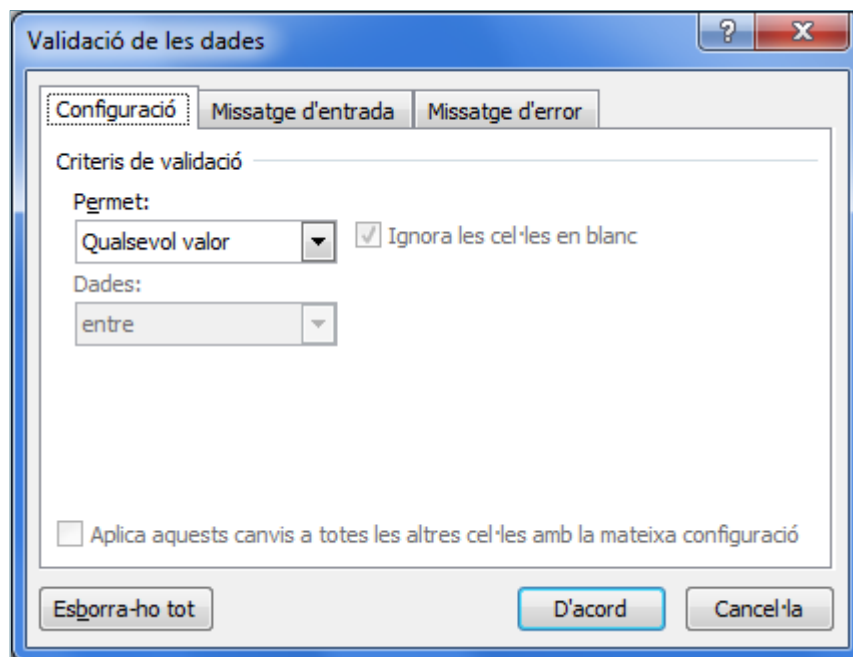 Validació de les dades
Configuració Missatge d'entrada Missatge d'error
Criteris de validació
Permet:
Qualsevol valor Ignora les cel·les en blanc
Dades:
entre
Aplica aquests canvis a totes les altres cel·les amb la mateixa configuració
Esborra-ho tot D'acord Cancel·la